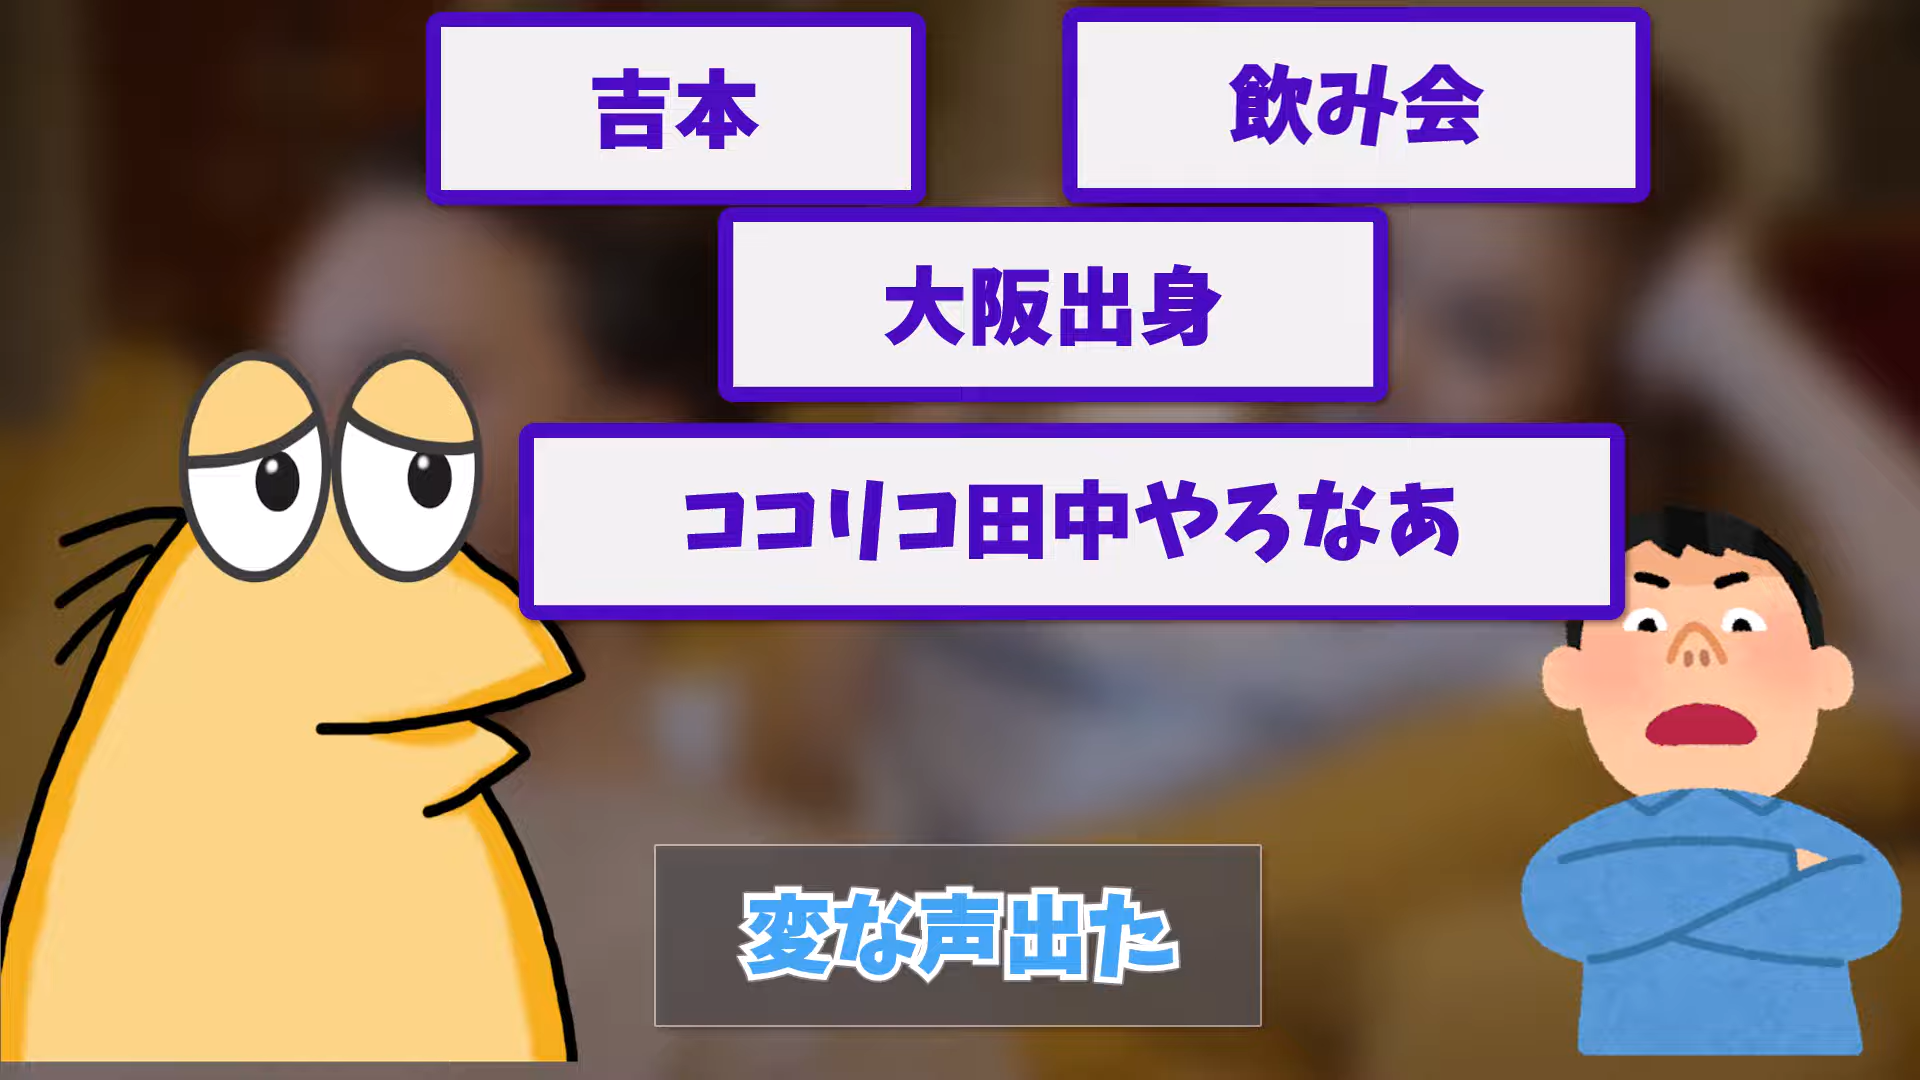 吉本
飲み会
大阪出身
ココリコ田中やろなあ
変な声出た